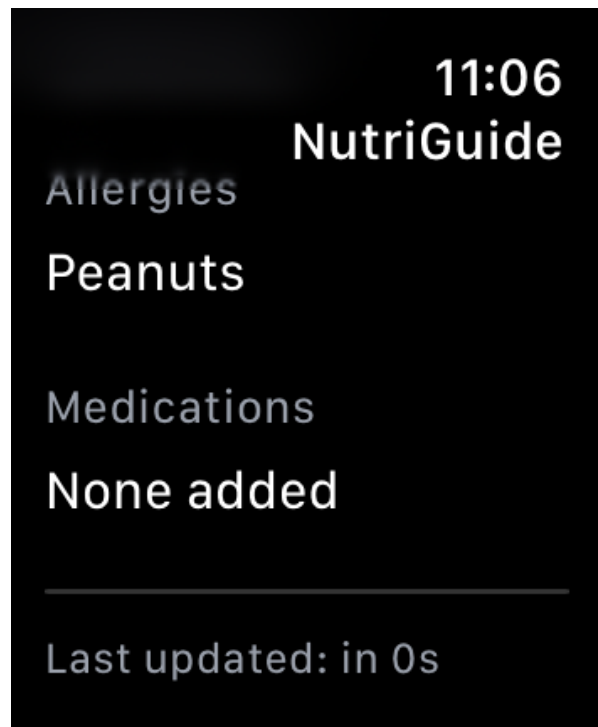 11:06
NutriGuide
Allergies
Peanuts
Medications
None added
Last updated: in 0s